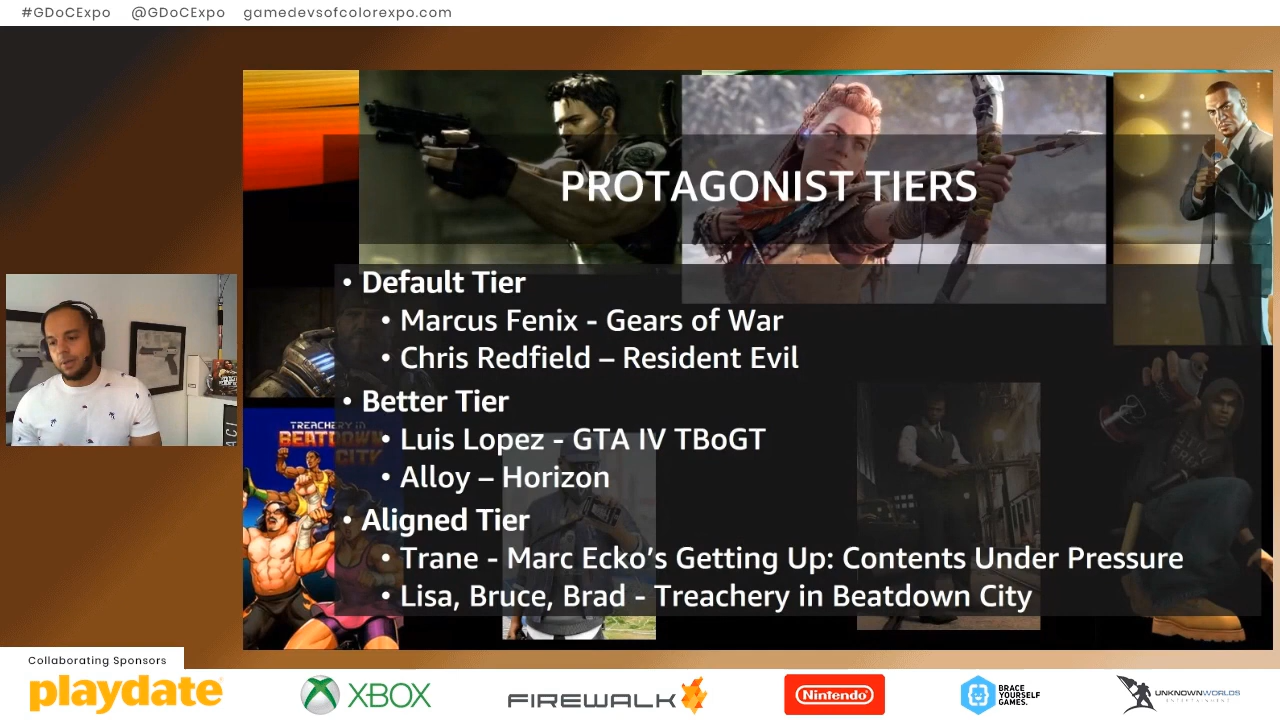 #GDoCExpo @GDoCExpo gamedevsofcolorexpo.com
PROTAGONIST TIERS
• Default Tier
• Marcus Fenix - Gears of War
• Chris Redfield – Resident Evil
• Better Tier
• Luis Lopez - GTA IV TBoGT
• Alloy – Horizon
• Aligned Tier
• Trane - Marc Ecko’s Getting Up: Contents Under Pressure
• Lisa, Bruce, Brad - Treachery in Beatdown City
TREACHERY IN
BEATDOWN
CITY
STILL
FREE
Collaborating Sponsors
playdate
XBOX
FIREWALK
Nintendo
BRACE
YOURSELF
GAMES.
UNKNOWNWORLDS
ENTERTAINMENT